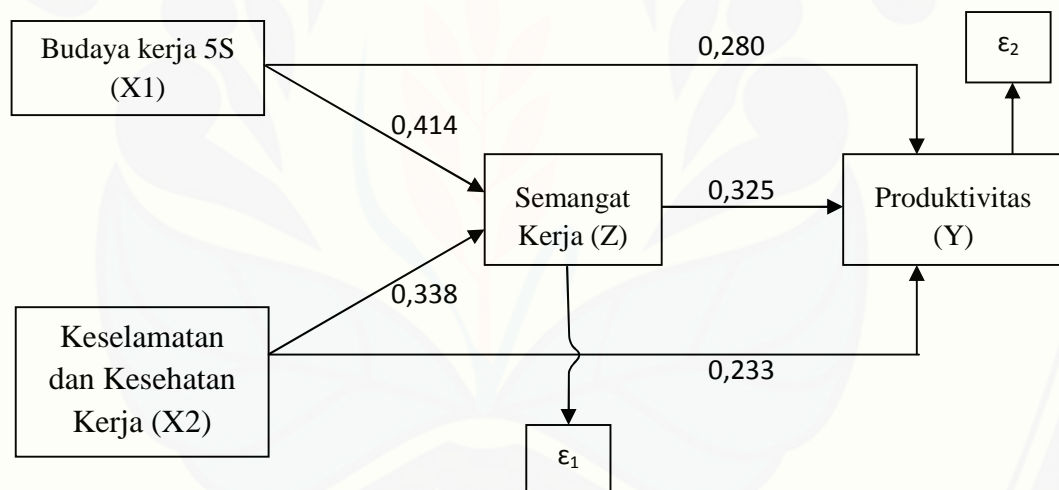 Budaya kerja 5S
(X1)
0,280
ε2
0,414
Semangat
Kerja (Z)
0,325
Produktivitas
(Y)
0,338
Keselamatan
dan Kesehatan
Kerja (X2)
0,233
ε1